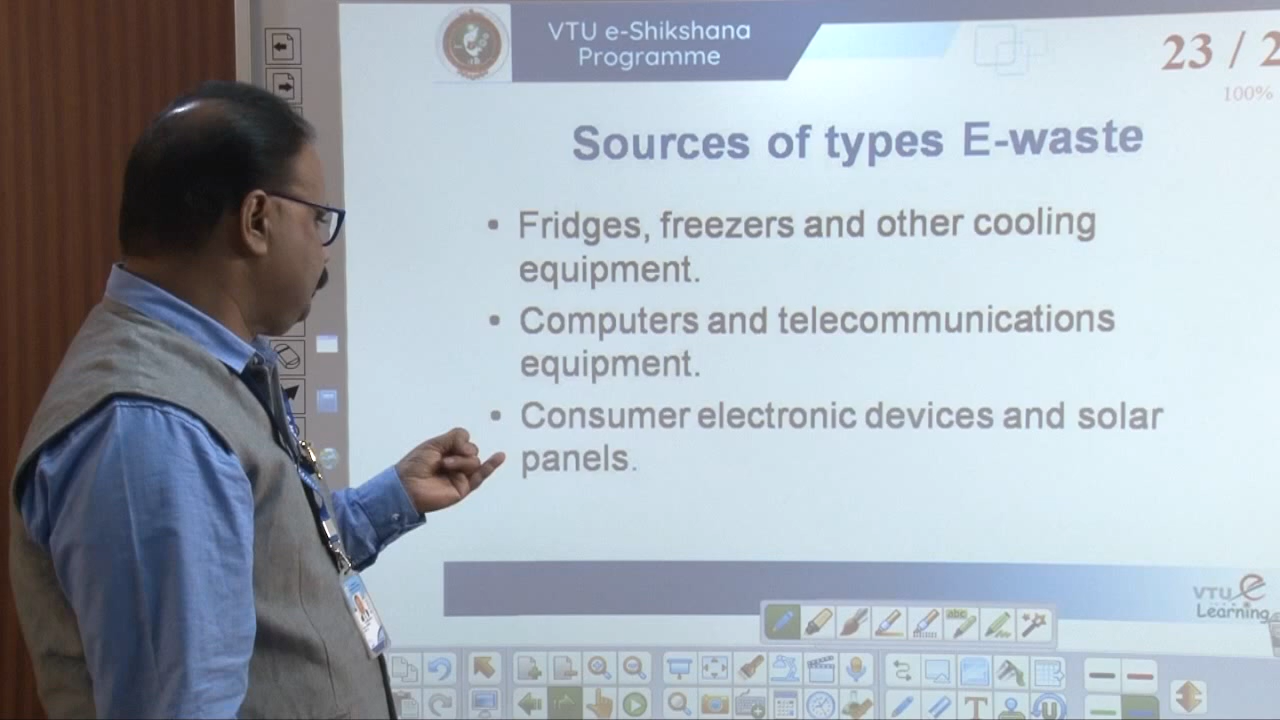 VTU e-Shikshana
Programme
23 / 2
100%
Sources of types E-waste
• Fridges, freezers and other cooling
equipment.
• Computers and telecommunications
equipment.
• Consumer electronic devices and solar
panels.
VTU e
Learning
abc